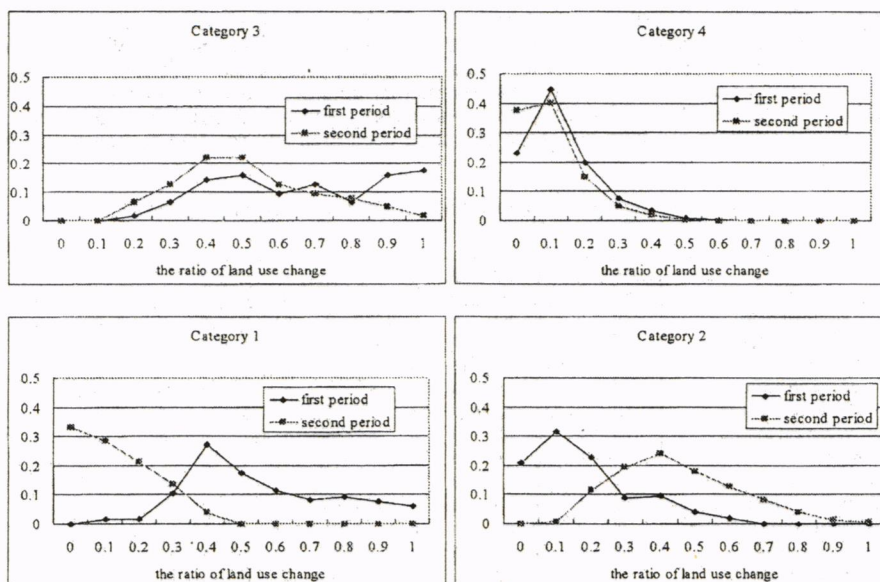 Category 3
0.5
0.4
0.3
0.2
0.1
0
first period
second period
0 0.1 0.2 0.3 0.4 0.5 0.6 0.7 0.8 0.9 1
the ratio of land use change
Category 4
0.5
0.4
0.3
0.2
0.1
0
first period
second period
0 0.1 0.2 0.3 0.4 0.5 0.6 0.7 0.8 0.9 1
the ratio of land use change
Category 1
0.5
0.4
0.3
0.2
0.1
0
first period
second period
0 0.1 0.2 0.3 0.4 0.5 0.6 0.7 0.8 0.9 1
the ratio of land use change
Category 2
0.5
0.4
0.3
0.2
0.1
0
first period
second period
0 0.1 0.2 0.3 0.4 0.5 0.6 0.7 0.8 0.9 1
the ratio of land use change